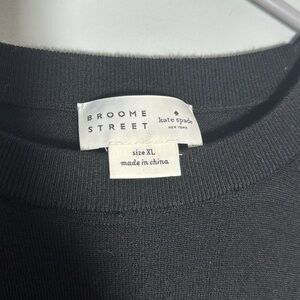 BROOME
STREET
kate spade
NEW YORK
size XL
made in china